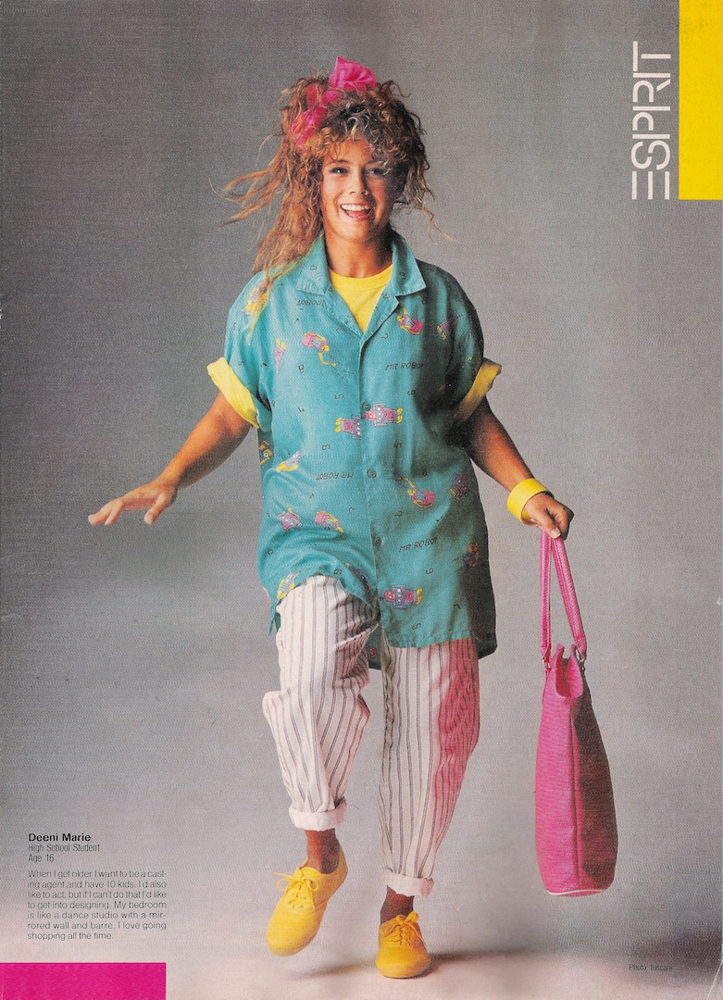 ESPRIT
VROBOT
MR ROBOT
MR ROBOT
MR ROBOT
Deeni Marie
High School Student
Age 16
When I get older I want to be a cast-
ing agent and have 10 kids. I'd also
like to act, but if I can't do that I'd like
to get into designing. My bedroom
is like a dance studio with a mir-
rored wall and barre. I love going
shopping all the time.
Photo: Toscani